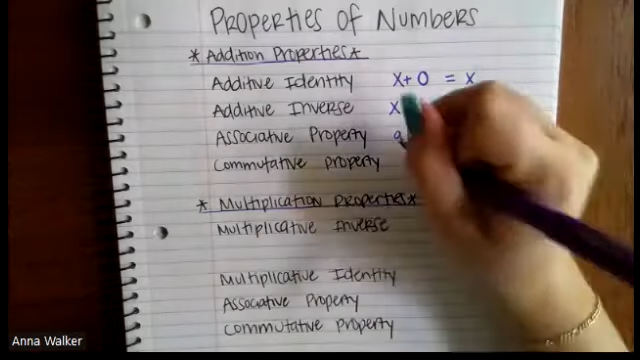 Properties of Numbers
* Addition Properties *
Additive Identity x + 0 = x
Additive Inverse x
Associative Property a
Commutative Property
* Multiplication Properties *
Multiplicative Inverse
Multiplicative Identity
Associative Property
Commutative Property
Anna Walker